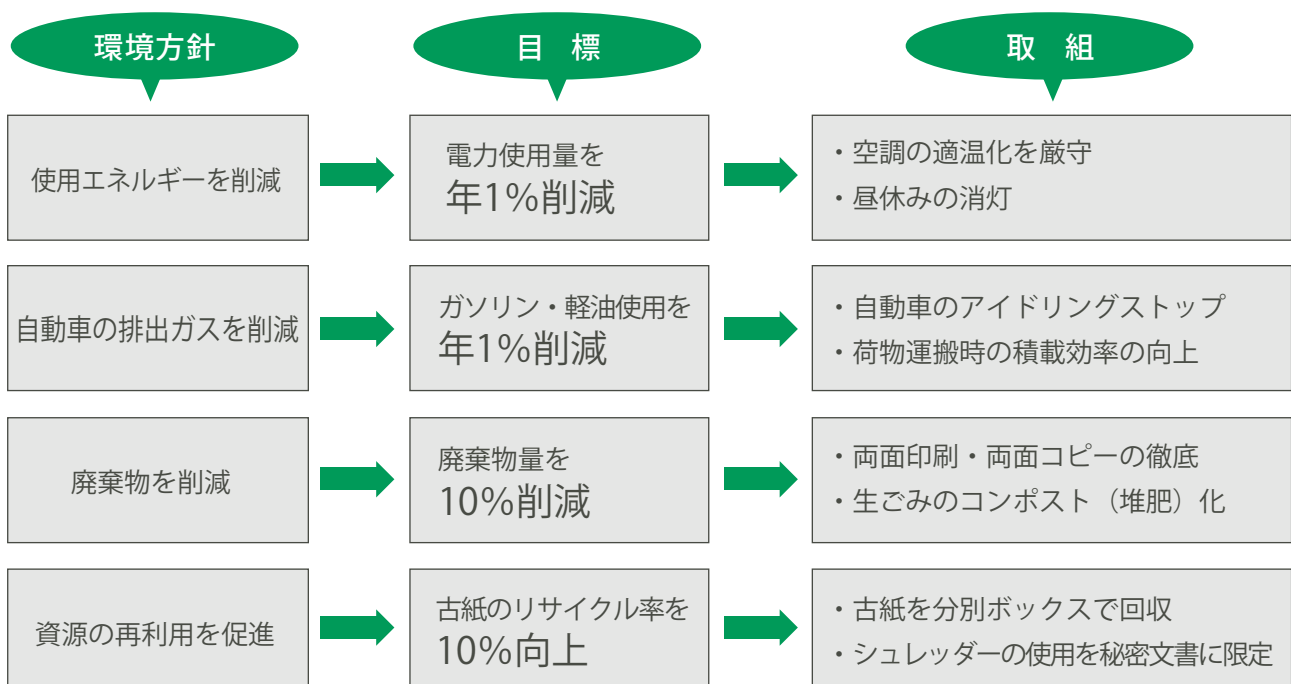 環境方針
目 標
取 組
使用エネルギーを削減
電力使用量を
年1%削減
・空調の適温化を厳守
・昼休みの消灯
自動車の排出ガスを削減
ガソリン・軽油使用を
年1%削減
・自動車のアイドリングストップ
・荷物運搬時の積載効率の向上
廃棄物を削減
廃棄物量を
10%削減
・両面印刷・両面コピーの徹底
・生ごみのコンポスト（堆肥）化
資源の再利用を促進
古紙のリサイクル率を
10%向上
・古紙を分別ボックスで回収
・シュレッダーの使用を秘密文書に限定